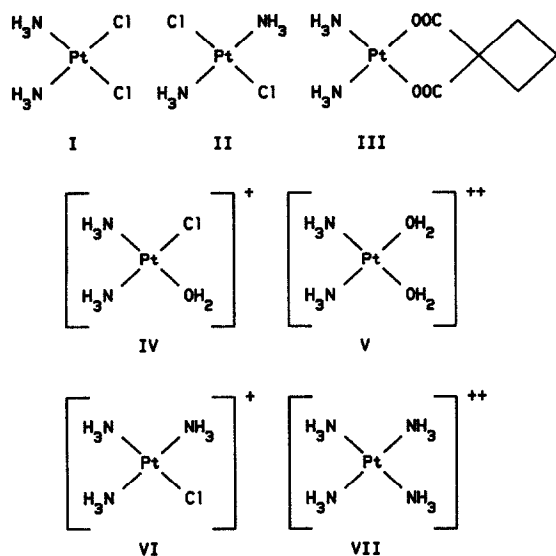 H3N Cl
Pt
H3N Cl
I
Cl NH3
Pt
H3N Cl
II
H3N OOC
Pt
H3N OOC
III
H3N Cl +
Pt
H3N OH2
IV
H3N OH2 ++
Pt
H3N OH2
V
H3N NH3 +
Pt
H3N Cl
VI
H3N NH3 ++
Pt
H3N NH3
VII